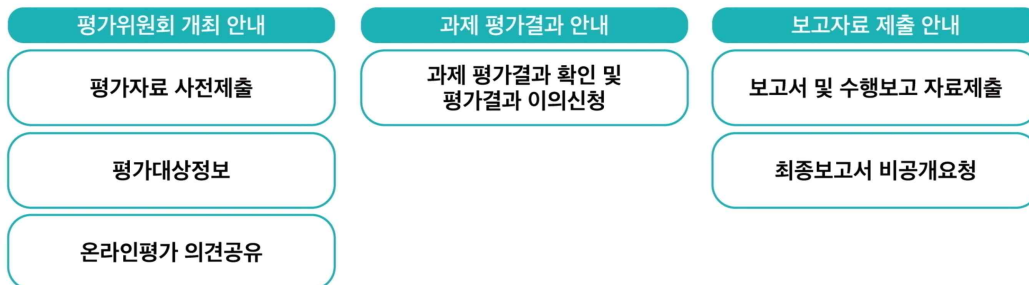 평가위원회 개최 안내
평가자료 사전제출
평가대상정보
온라인평가 의견공유
과제 평가결과 안내
과제 평가결과 확인 및
평가결과 이의신청
보고자료 제출 안내
보고서 및 수행보고 자료제출
최종보고서 비공개요청